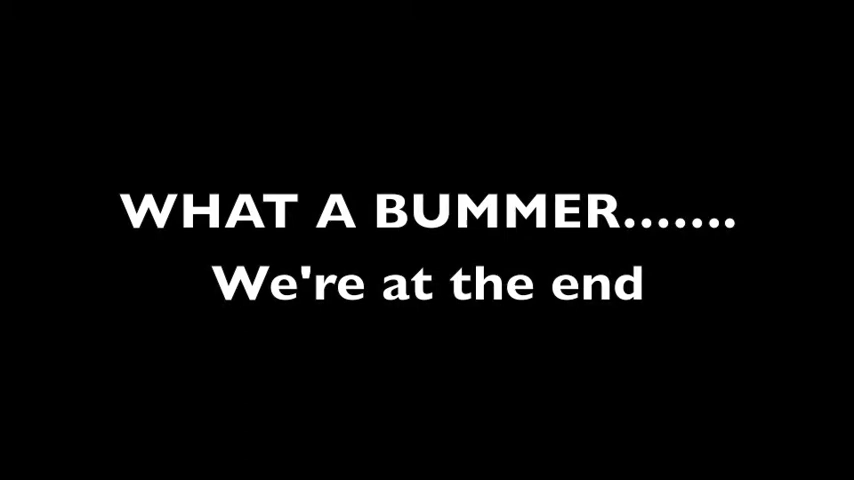 WHAT A BUMMER.......
We're at the end